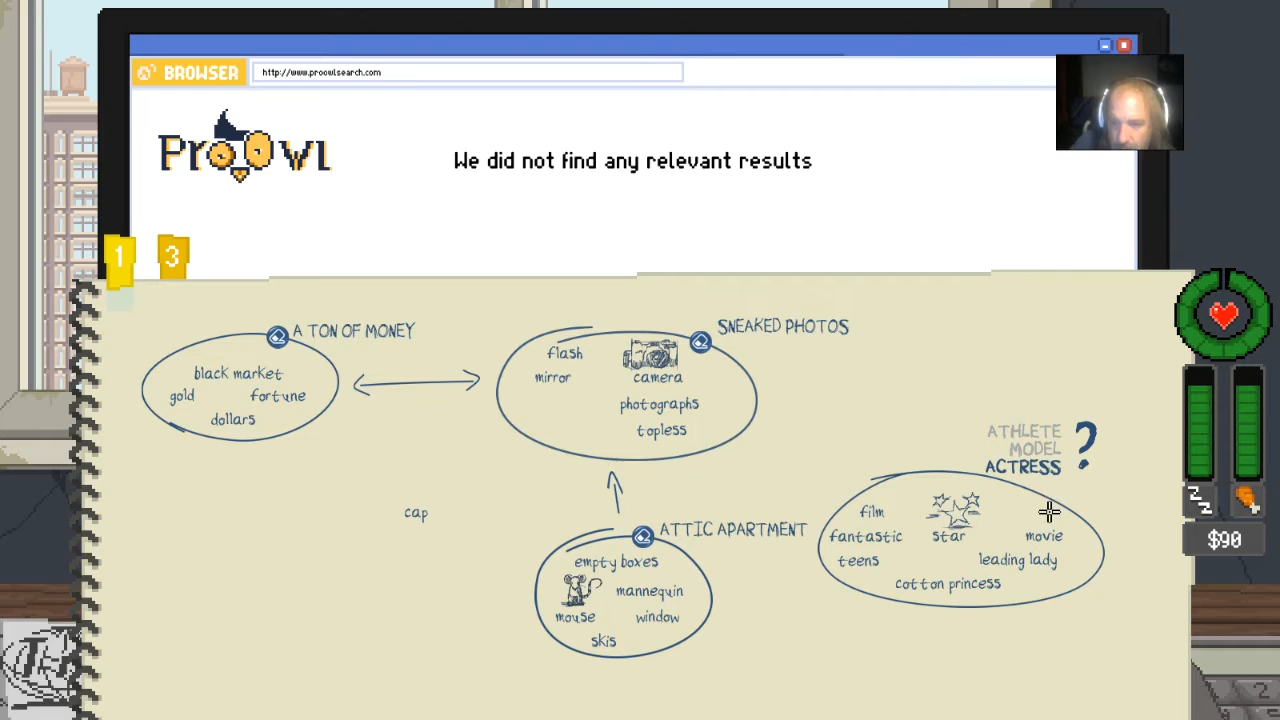 BROWSER
http://www.proowlsearch.com
PrOOwl
We did not find any relevant results
1 3
A TON OF MONEY
black market
gold fortune
dollars
SNEAKED PHOTOS
flash
mirror camera
photographs
topless
cap
ATTIC APARTMENT
empty boxes
mannequin
mouse window
skis
ATHLETE
MODEL
ACTRESS
?
film
fantastic star movie
teens leading lady
cotton princess
$90